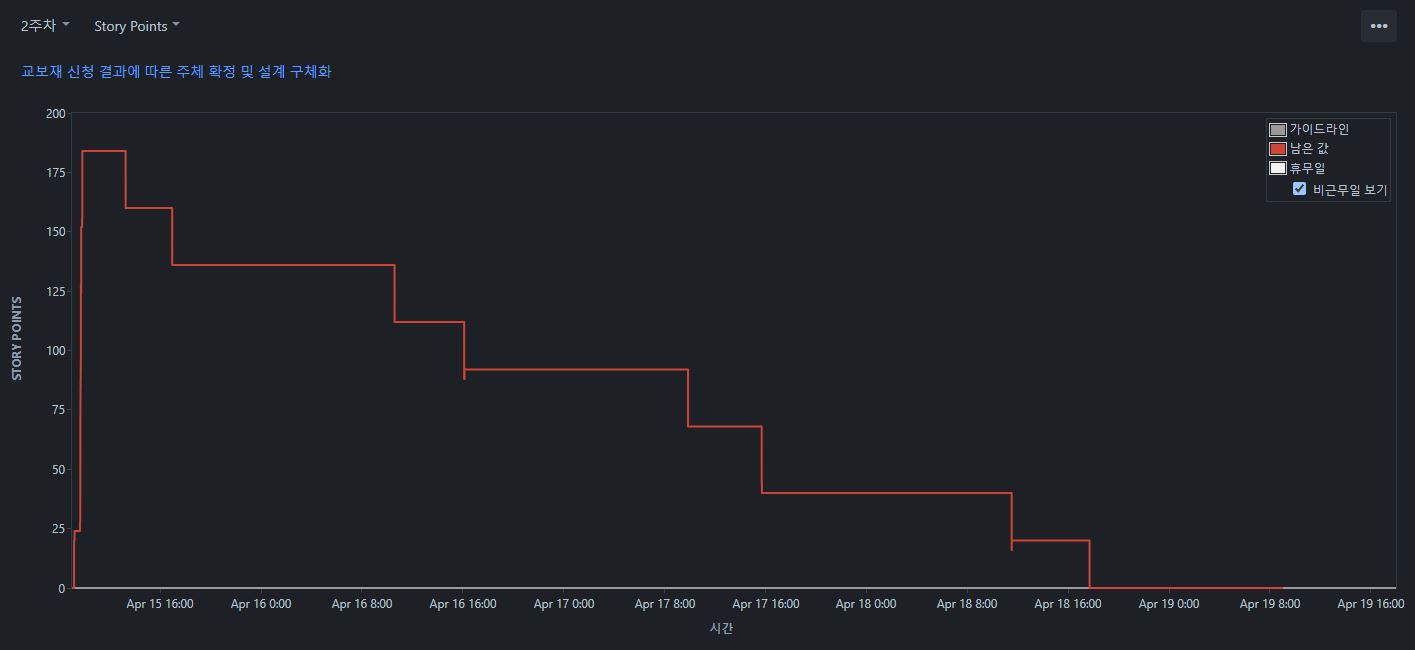 2주차 Story Points
교보재 신청 결과에 따른 주체 확정 및 설계 구체화
가이드라인
남은 값
휴무일
비근무일 보기
200
175
150
125
100
75
50
25
0
STORY POINTS
Apr 15 16:00 Apr 16 0:00 Apr 16 8:00 Apr 16 16:00 Apr 17 0:00 Apr 17 8:00 Apr 17 16:00 Apr 18 0:00 Apr 18 8:00 Apr 18 16:00 Apr 19 0:00 Apr 19 8:00 Apr 19 16:00
시간